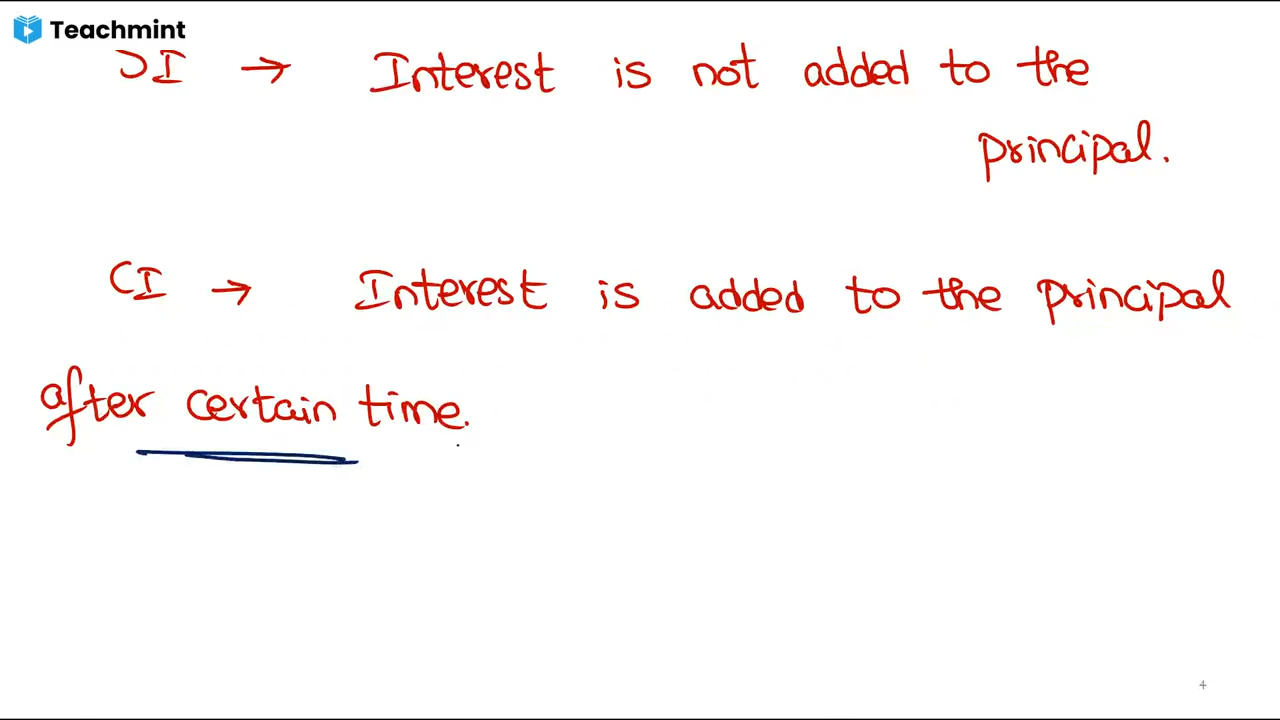 Teachmint
SI → Interest is not added to the
principal.
CI → Interest is added to the principal
after certain time.
4